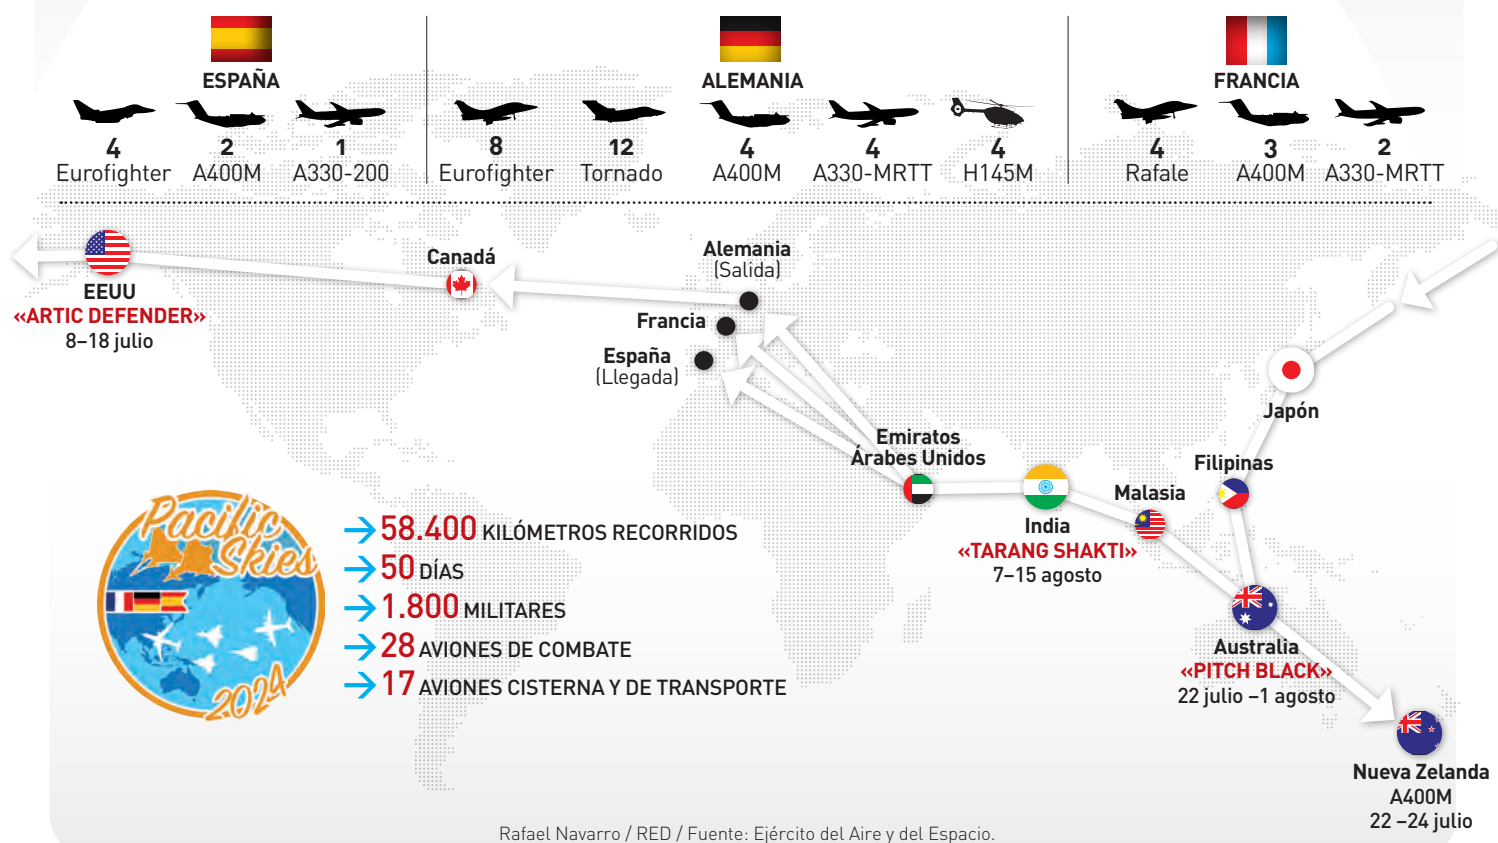 ESPAÑA
4
Eurofighter
2
A400M
1
A330-200
ALEMANIA
8
Eurofighter
12
Tornado
4
A400M
4
A330-MRTT
4
H145M
FRANCIA
4
Rafale
3
A400M
2
A330-MRTT
EEUU
«ARTIC DEFENDER»
8–18 julio
Canadá
Alemania
(Salida)
Francia
España
(Llegada)
Emiratos
Árabes Unidos
India
«TARANG SHAKTI»
7–15 agosto
Malasia
Filipinas
Japón
Australia
«PITCH BLACK»
22 julio –1 agosto
Nueva Zelanda
A400M
22 –24 julio
Pacific
Skies
2024
58.400 KILÓMETROS RECORRIDOS
50 DÍAS
1.800 MILITARES
28 AVIONES DE COMBATE
17 AVIONES CISTERNA Y DE TRANSPORTE
Rafael Navarro / RED / Fuente: Ejército del Aire y del Espacio.